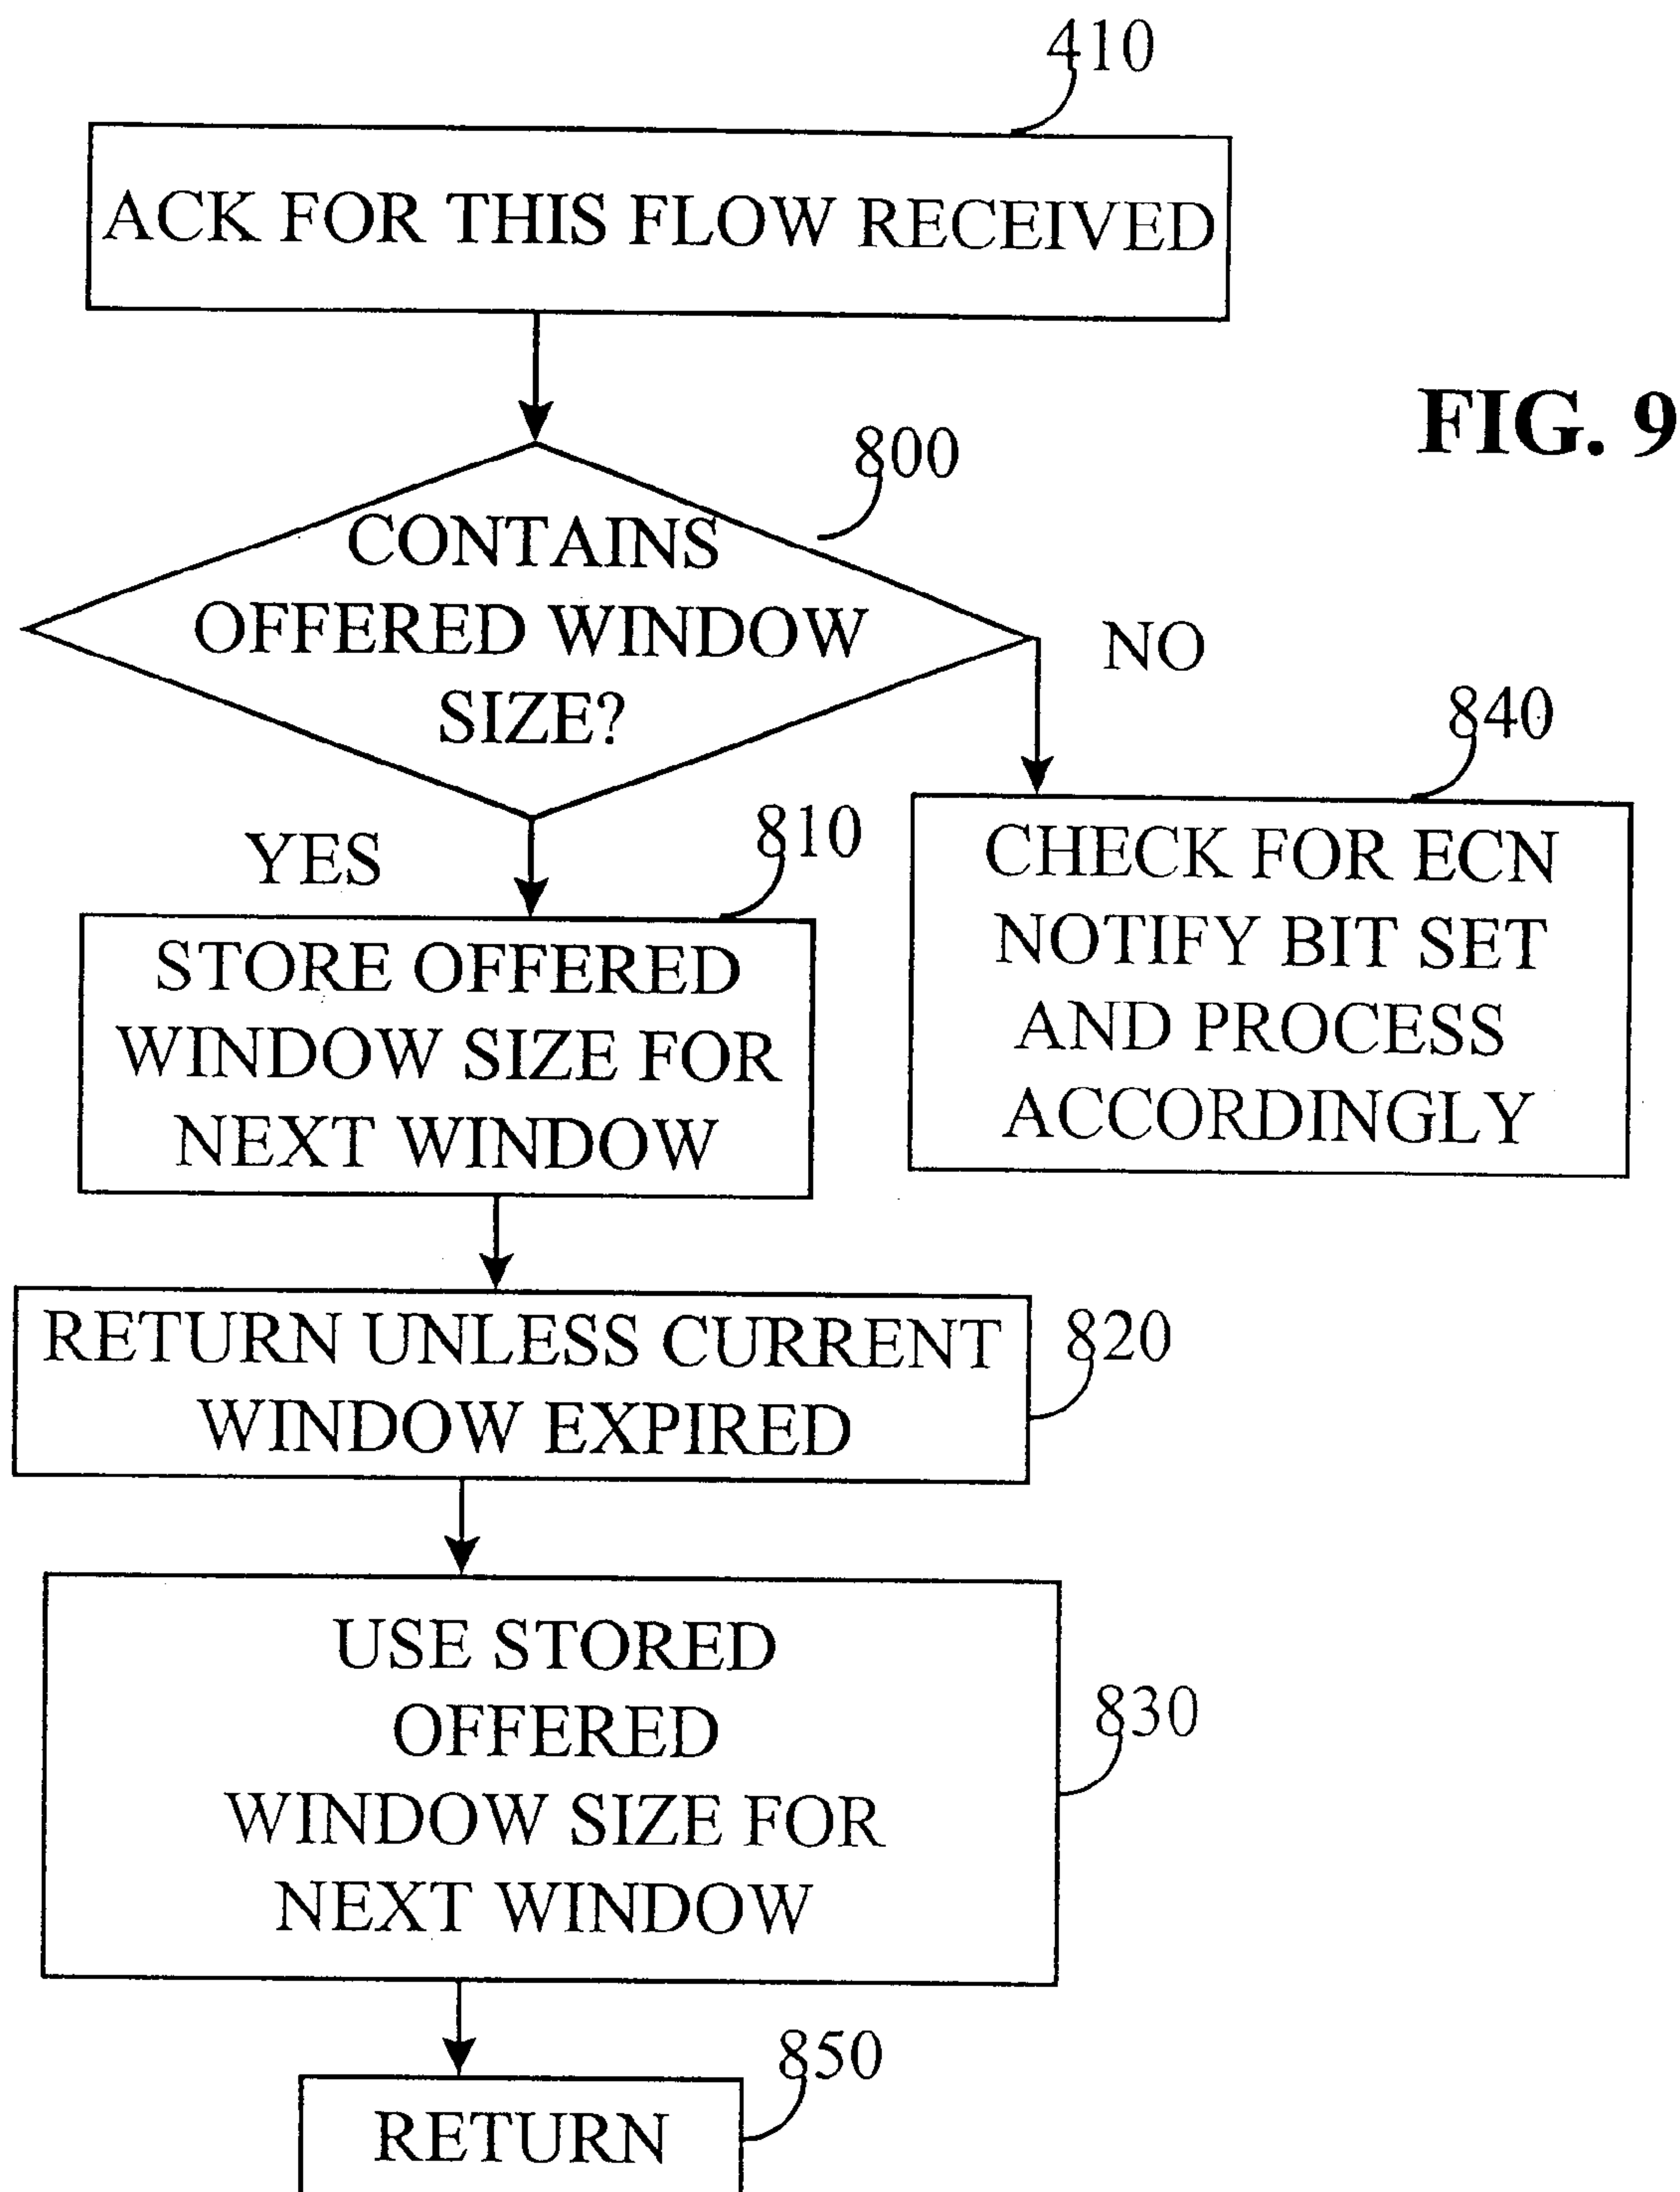 410
ACK FOR THIS FLOW RECEIVED
FIG. 9
800
CONTAINS
OFFERED WINDOW
SIZE?
NO
840
CHECK FOR ECN
NOTIFY BIT SET
AND PROCESS
ACCORDINGLY
YES
810
STORE OFFERED
WINDOW SIZE FOR
NEXT WINDOW
RETURN UNLESS CURRENT
WINDOW EXPIRED
820
USE STORED
OFFERED
WINDOW SIZE FOR
NEXT WINDOW
830
850
RETURN